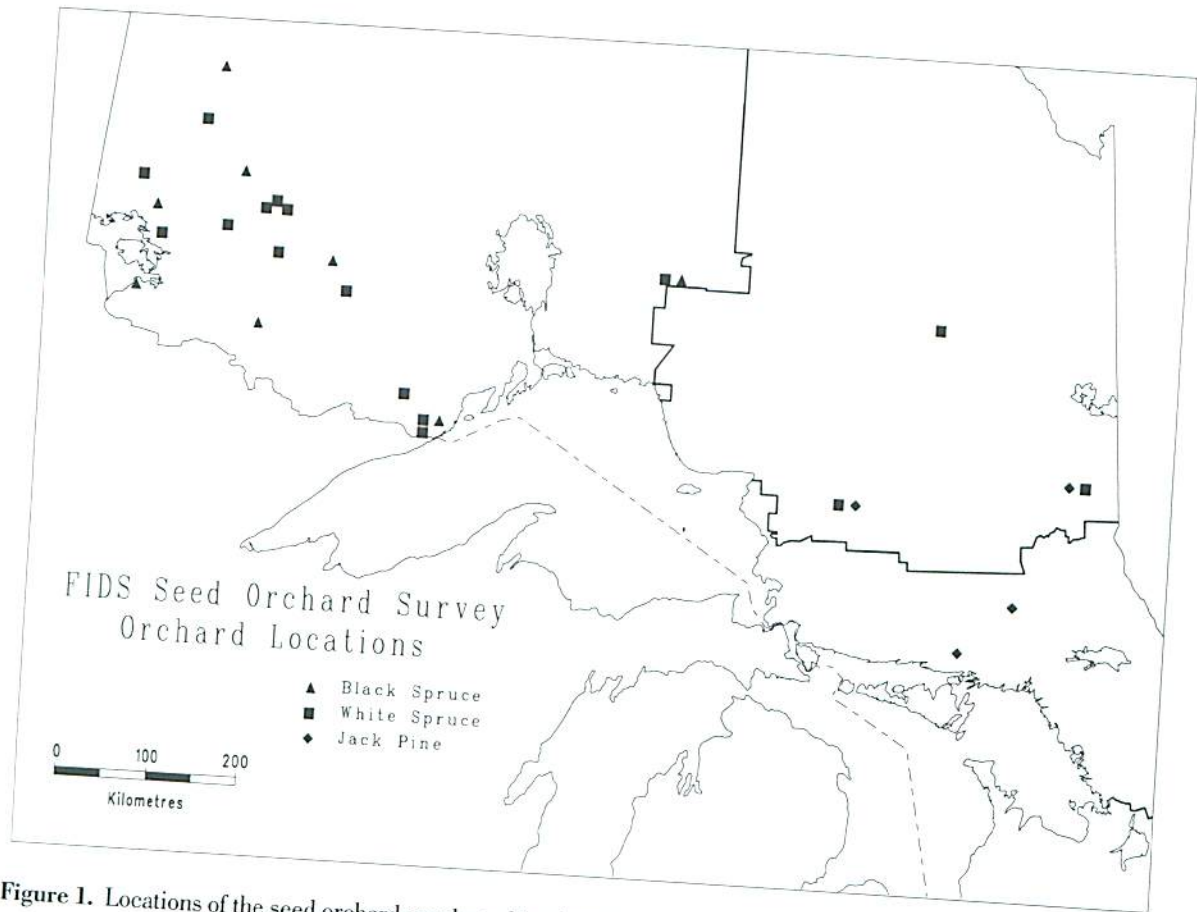 FIDS Seed Orchard Survey
Orchard Locations
Black Spruce
White Spruce
Jack Pine
0 100 200
Kilometres
Figure 1. Locations of the seed orchard